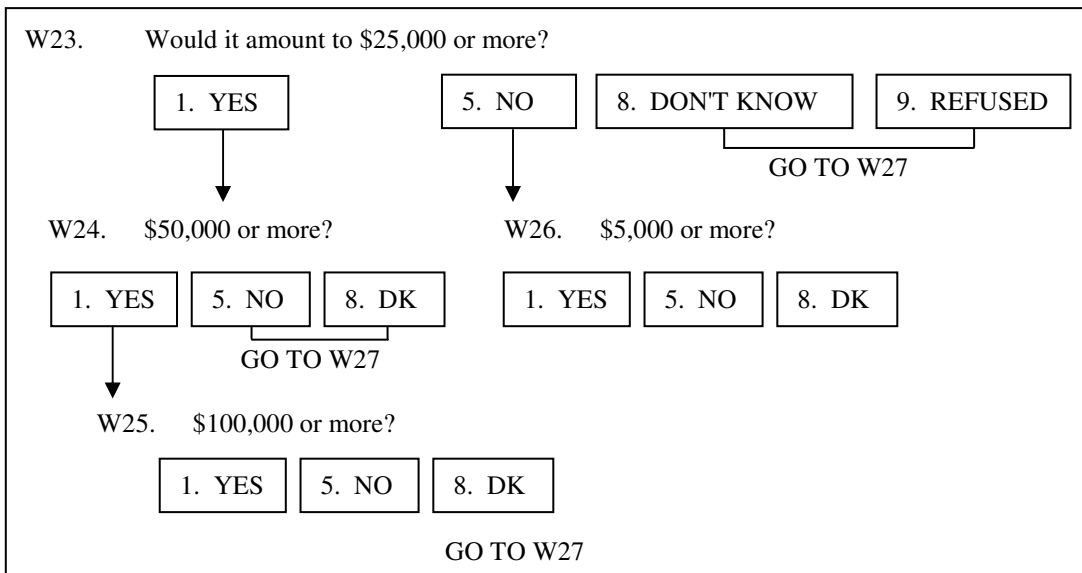 W23. Would it amount to $25,000 or more?
1. YES 5. NO 8. DON'T KNOW 9. REFUSED
GO TO W27
W24. $50,000 or more? W26. $5,000 or more?
1. YES 5. NO 8. DK 1. YES 5. NO 8. DK
GO TO W27
W25. $100,000 or more?
1. YES 5. NO 8. DK
GO TO W27